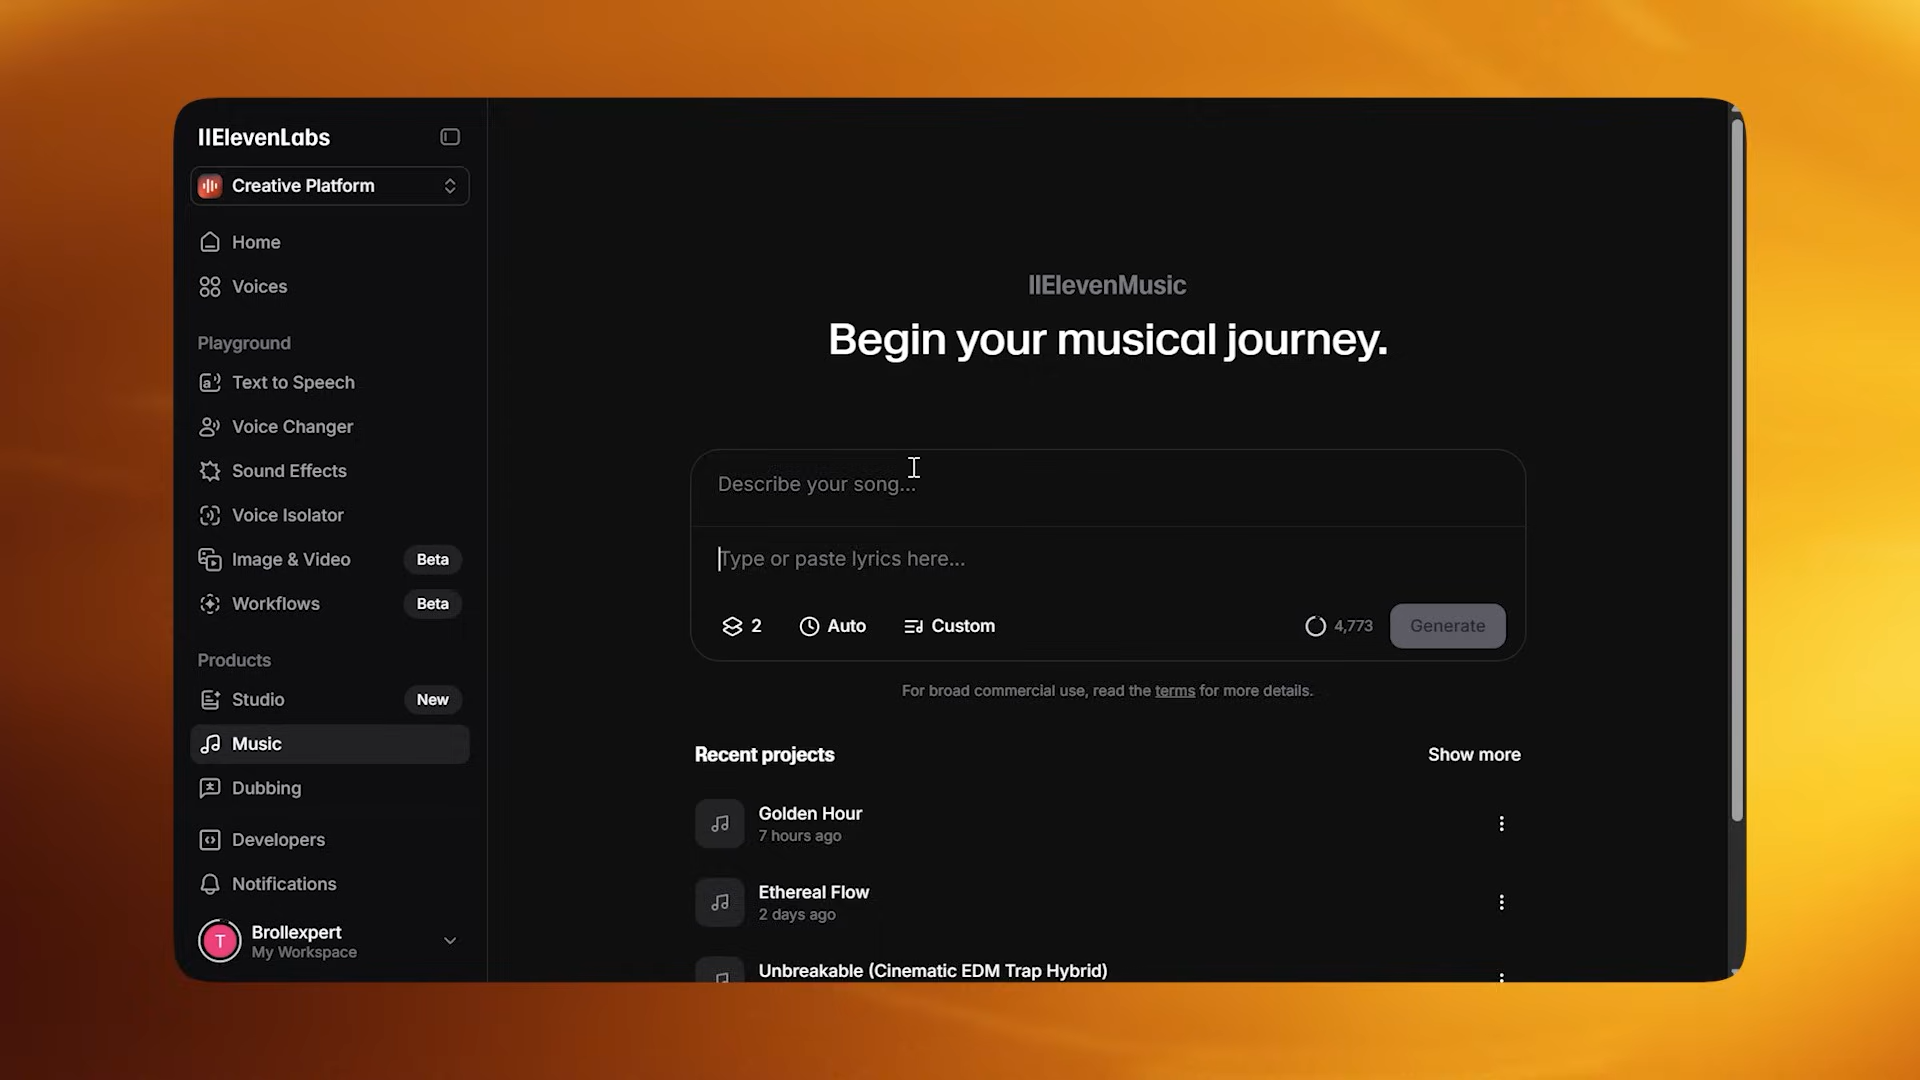 IIElevenLabs
Creative Platform
Home
Voices
Playground
Text to Speech
Voice Changer
Sound Effects
Voice Isolator
Image & Video Beta
Workflows Beta
Products
Studio New
Music
Dubbing
Developers
Notifications
T
Brollexpert
My Workspace
IIElevenMusic
Begin your musical journey.
Describe your song...
Type or paste lyrics here...
2 Auto Custom 4,773 Generate
For broad commercial use, read the terms for more details.
Recent projects Show more
Golden Hour
7 hours ago
Ethereal Flow
2 days ago
Unbreakable (Cinematic EDM Trap Hybrid)